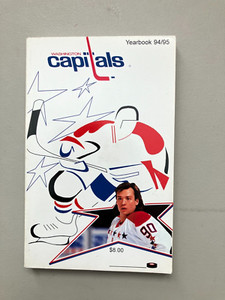 Yearbook 94/95
WASHINGTON
capitals
90
$8.00